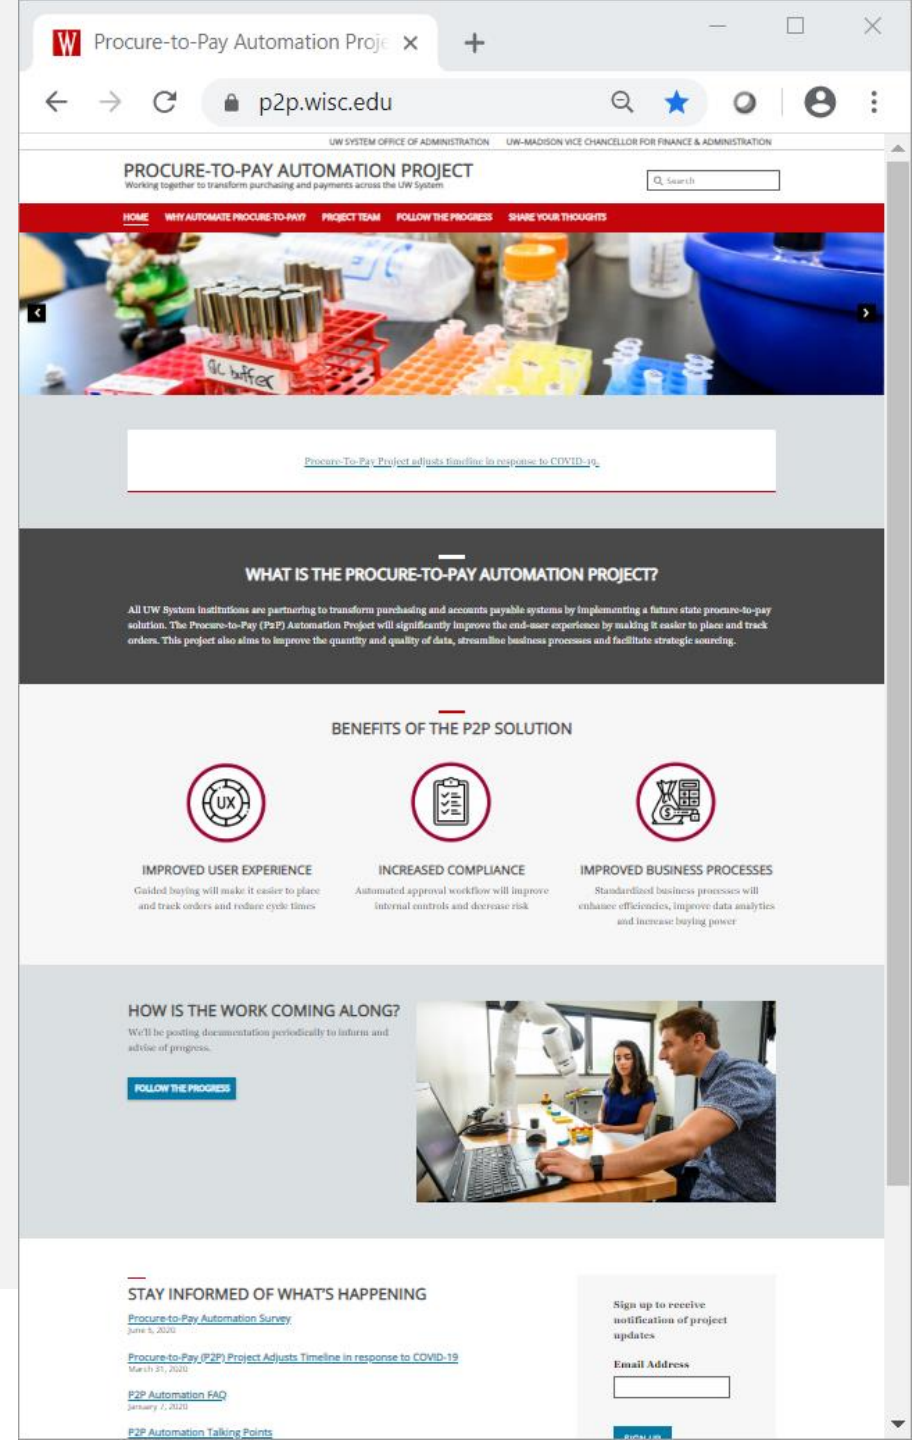 W Procure-to-Pay Automation Proje
p2p.wisc.edu
UW SYSTEM OFFICE OF ADMINISTRATION UW–MADISON VICE CHANCELLOR FOR FINANCE & ADMINISTRATION
PROCURE-TO-PAY AUTOMATION PROJECT
Working together to transform purchasing and payments across the UW System
Search
HOME WHY AUTOMATE PROCURE-TO-PAY? PROJECT TEAM FOLLOW THE PROGRESS SHARE YOUR THOUGHTS
QC buffer
Procure-To-Pay Project adjusts timeline in response to COVID-19.
WHAT IS THE PROCURE-TO-PAY AUTOMATION PROJECT?
All UW System institutions are partnering to transform purchasing and accounts payable systems by implementing a future state procure-to-pay
solution. The Procure-to-Pay (P2P) Automation Project will significantly improve the end-user experience by making it easier to place and track
orders. This project also aims to improve the quantity and quality of data, streamline business processes and facilitate strategic sourcing.
BENEFITS OF THE P2P SOLUTION
UX
IMPROVED USER EXPERIENCE
Guided buying will make it easier to place
and track orders and reduce cycle times
INCREASED COMPLIANCE
Automated approval workflow will improve
internal controls and decrease risk
IMPROVED BUSINESS PROCESSES
Standardized business processes will
enhance efficiencies, improve data analytics
and increase buying power
HOW IS THE WORK COMING ALONG?
We'll be posting documentation periodically to inform and
advise of progress.
FOLLOW THE PROGRESS
STAY INFORMED OF WHAT'S HAPPENING
Procure-to-Pay Automation Survey
June 5, 2020
Procure-to-Pay (P2P) Project Adjusts Timeline in response to COVID-19
March 31, 2020
P2P Automation FAQ
January 7, 2020
P2P Automation Talking Points
Sign up to receive
notification of project
updates
Email Address
SIGN UP